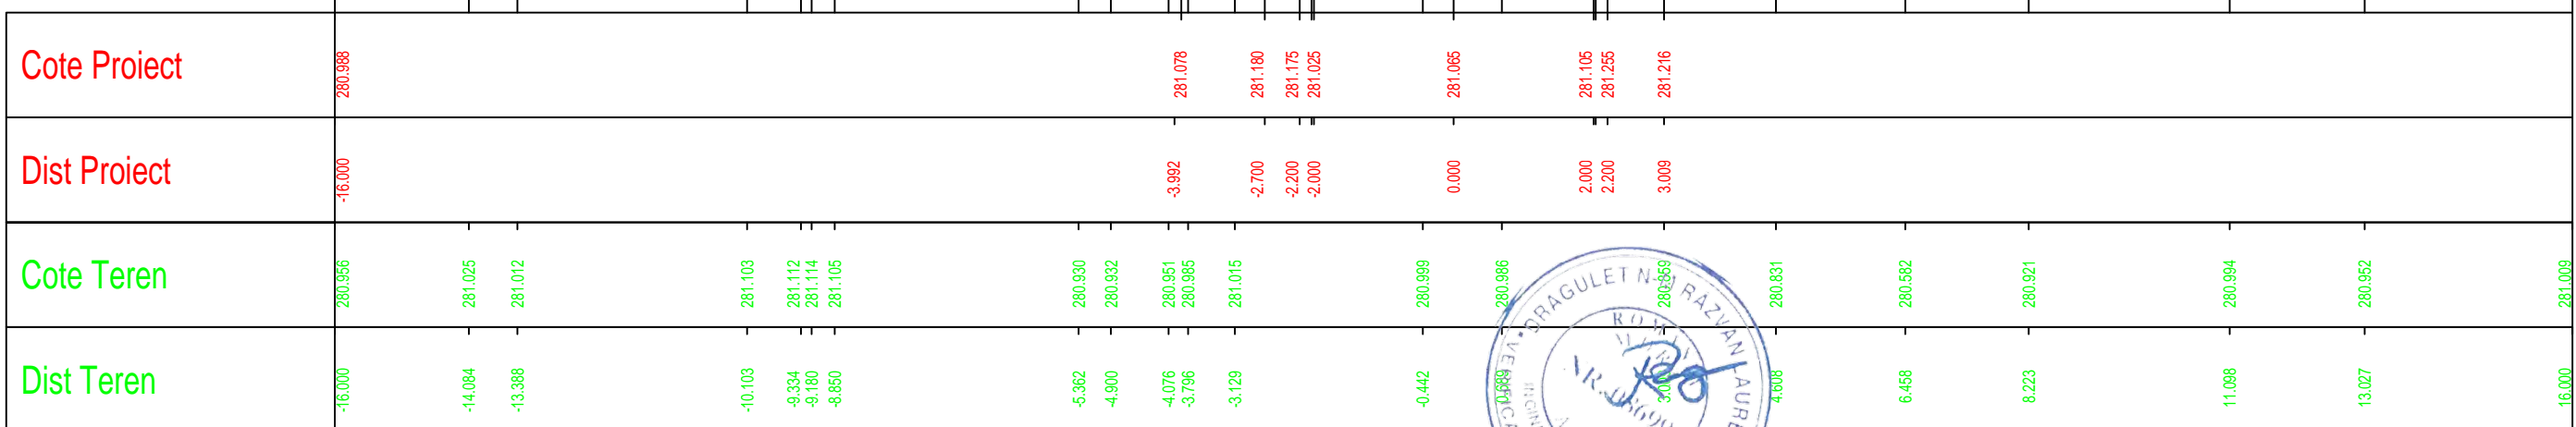 Cote Proiect 280.988 281.078 281.180 281.175 281.025 281.065 281.105 281.255 281.216
Dist Proiect -16.000 -3.992 -2.700 -2.200 -2.000 0.000 2.000 2.200 3.009
Cote Teren 280.956 281.025 281.012 281.103 281.112 281.114 281.105 280.930 280.932 280.951 280.985 281.015 280.999 280.986 280.831 280.582 280.921 280.994 280.952 281.009
Dist Teren -16.000 -14.084 -13.388 -10.103 -9.334 -9.180 -8.850 -5.362 -4.900 -4.076 -3.796 -3.129 -0.442 0.689 4.608 6.458 8.223 11.098 13.027 16.000
DRAGULET RAZVAN